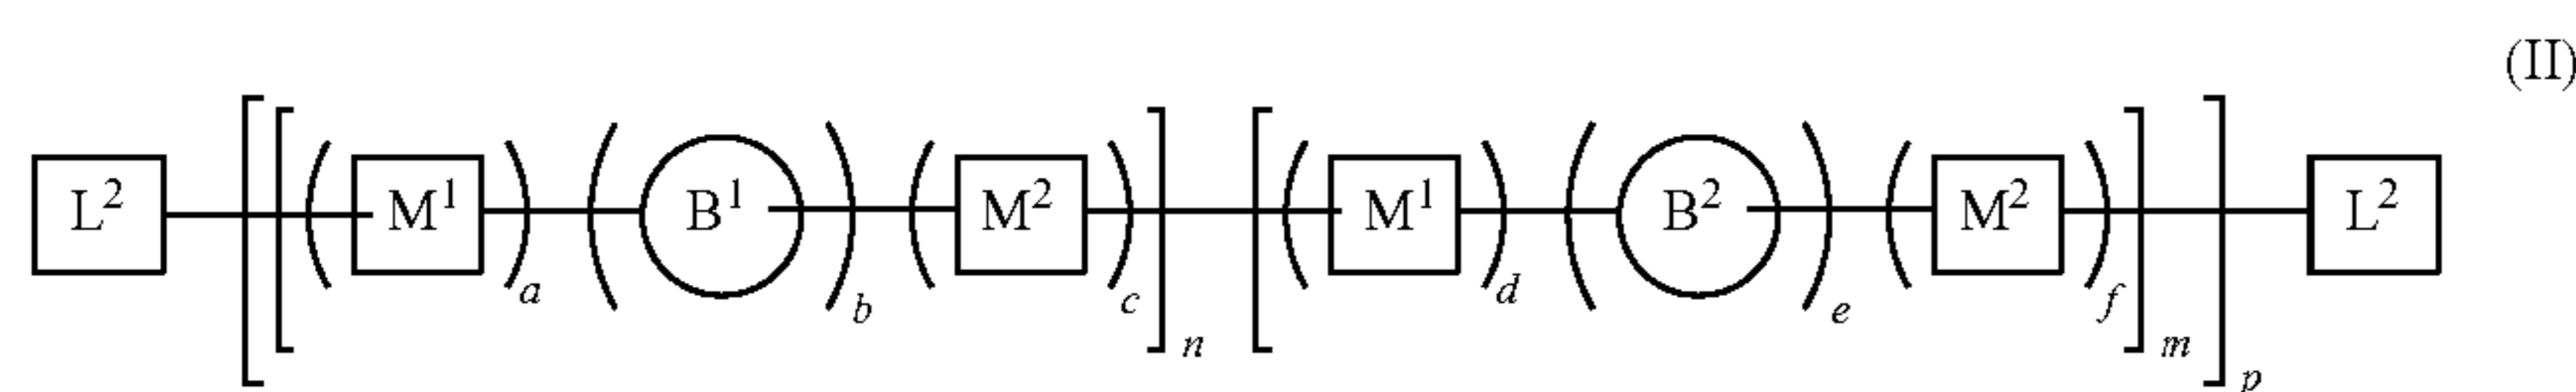 (II)
L² [[( M¹ )a ( B¹ )b ( M² )c ]n [( M¹ )d ( B² )e ( M² )f ]m ]p L²